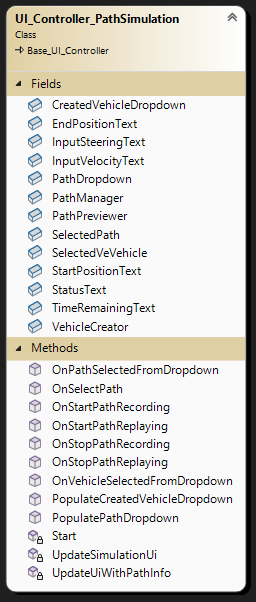 UI_Controller_PathSimulation
Class
Base_UI_Controller
Fields
CreatedVehicleDropdown
EndPositionText
InputSteeringText
InputVelocityText
PathDropdown
PathManager
PathPreviewer
SelectedPath
SelectedVeVehicle
StartPositionText
StatusText
TimeRemainingText
VehicleCreator
Methods
OnPathSelectedFromDropdown
OnSelectPath
OnStartPathRecording
OnStartPathReplaying
OnStopPathRecording
OnStopPathReplaying
OnVehicleSelectedFromDropdown
PopulateCreatedVehicleDropdown
PopulatePathDropdown
Start
UpdateSimulationUi
UpdateUiWithPathInfo